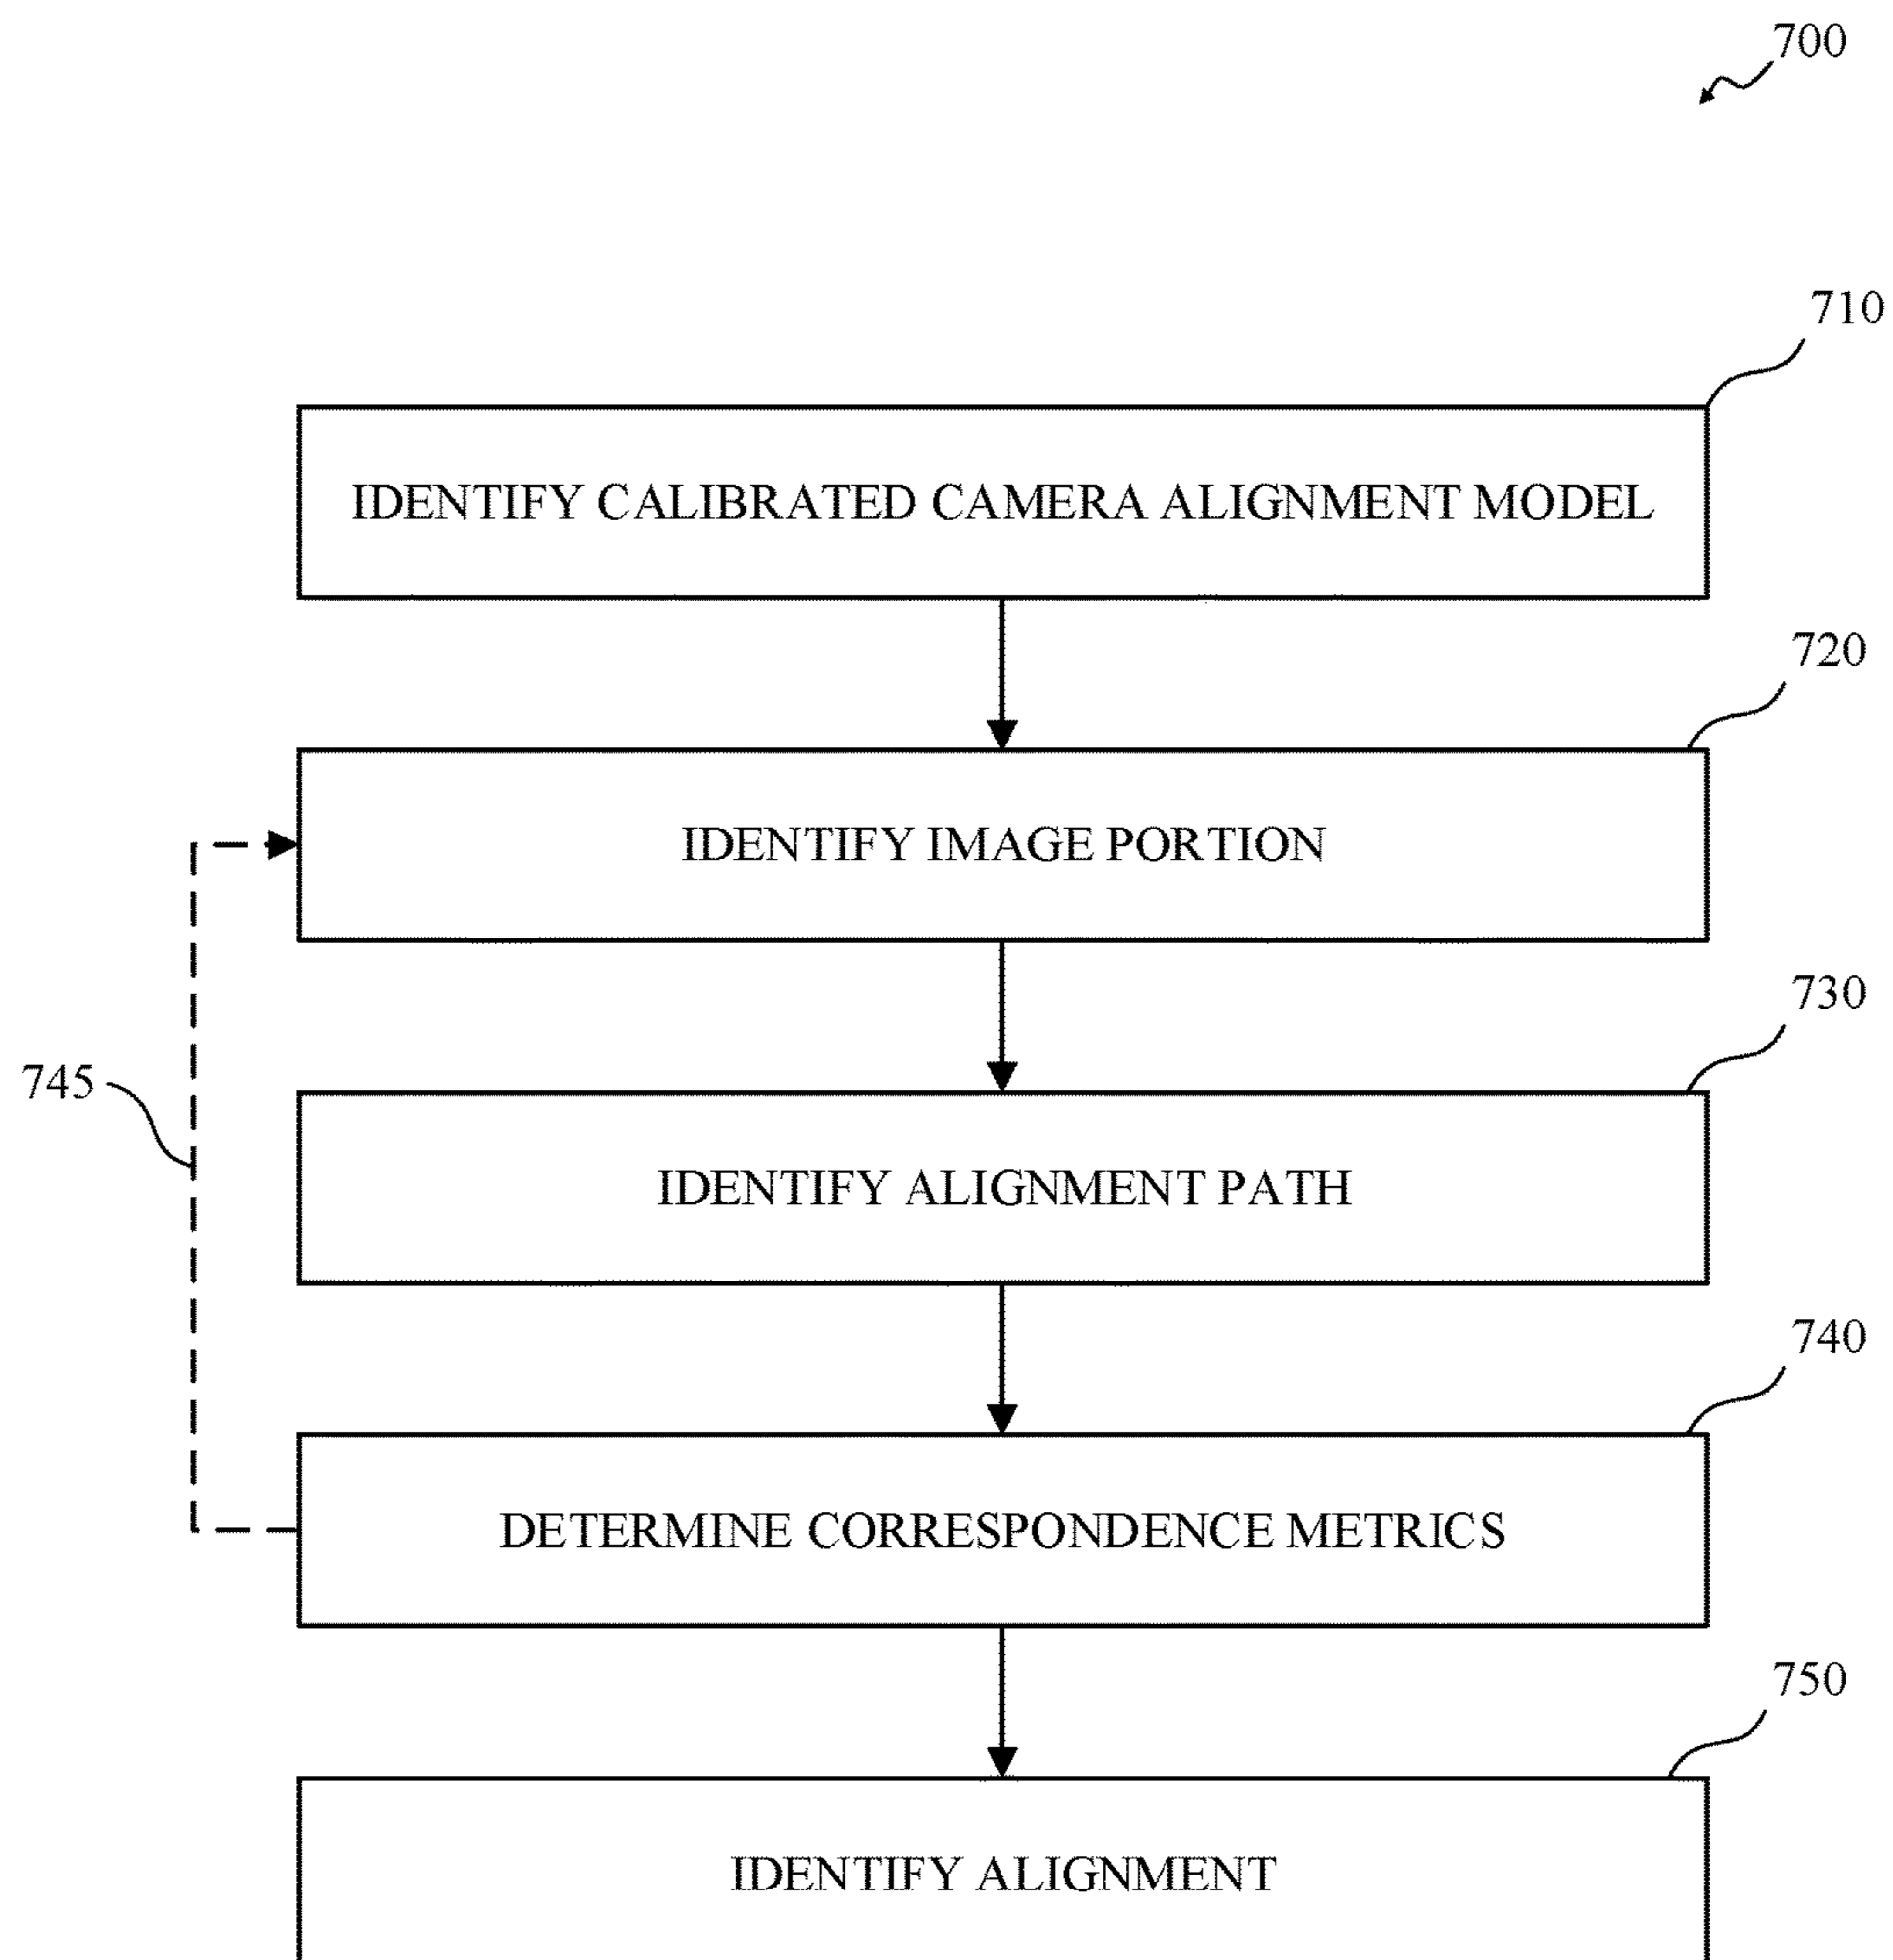 700
710
IDENTIFY CALIBRATED CAMERA ALIGNMENT MODEL
720
IDENTIFY IMAGE PORTION
730
745
IDENTIFY ALIGNMENT PATH
740
DETERMINE CORRESPONDENCE METRICS
750
IDENTIFY ALIGNMENT